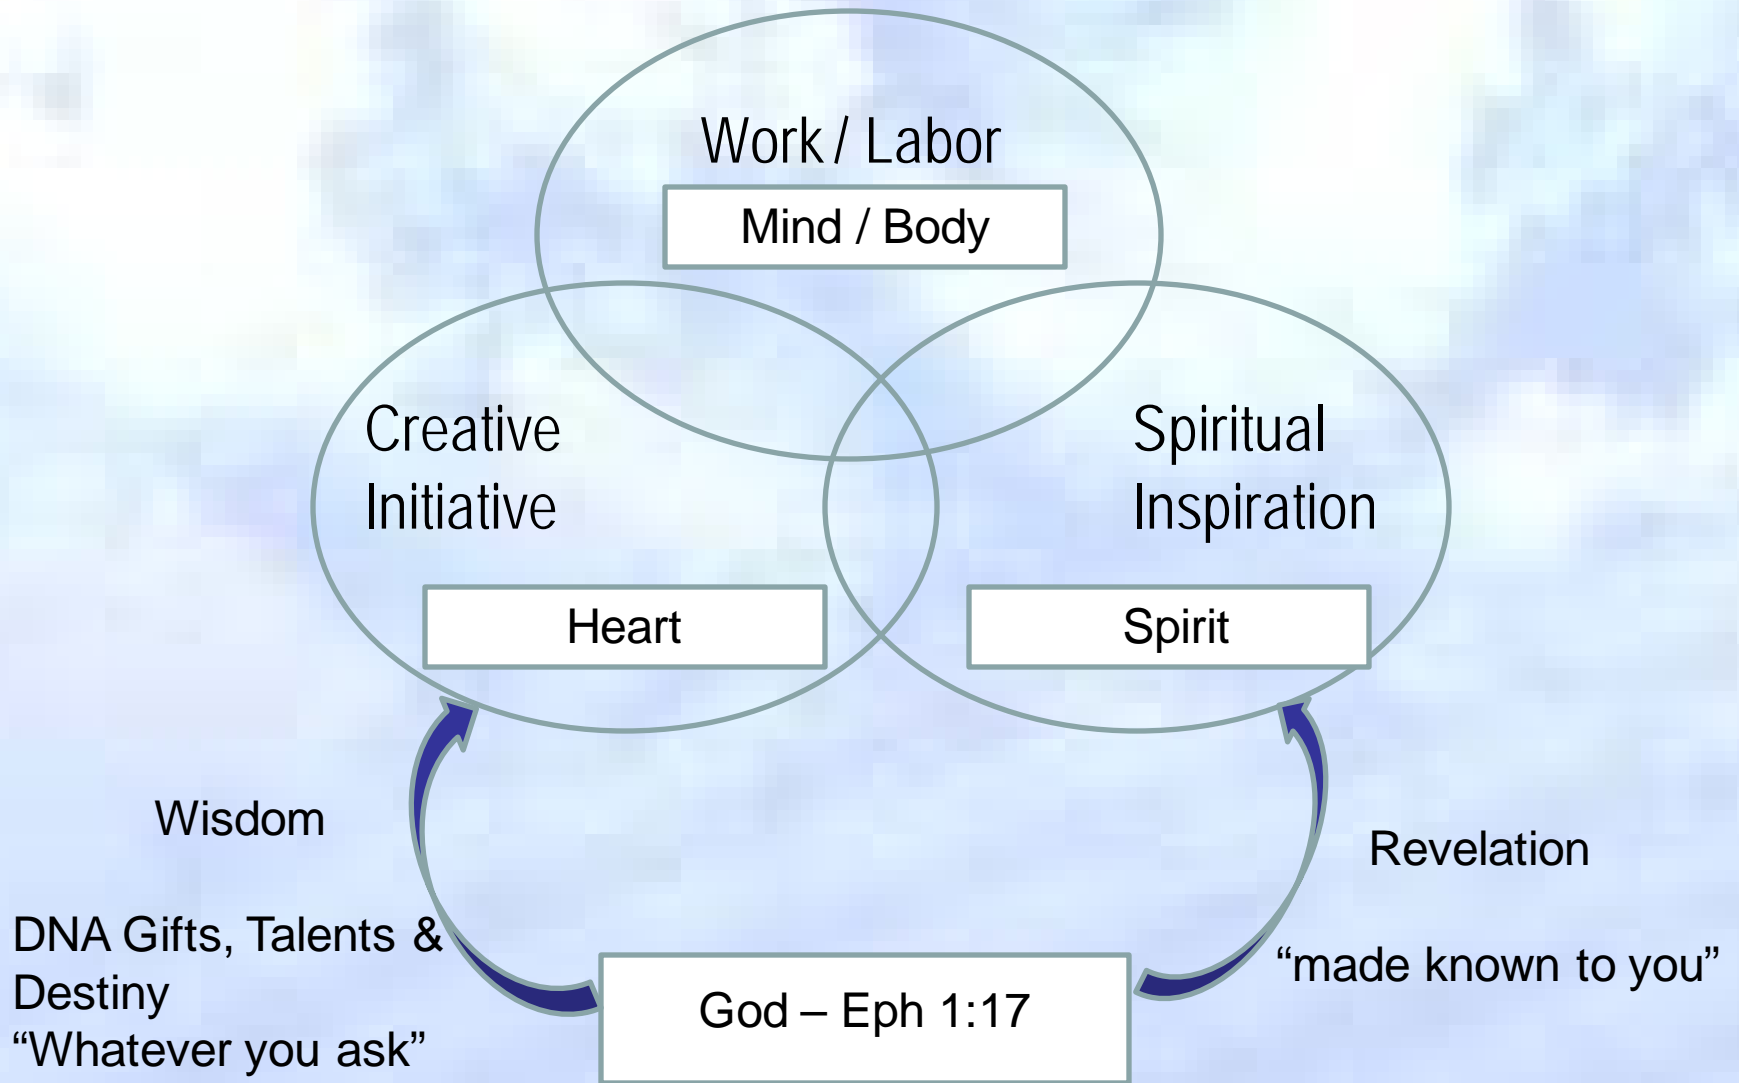 Work / Labor
Mind / Body
Creative
Initiative
Heart
Spiritual
Inspiration
Spirit
Wisdom
DNA Gifts, Talents &
Destiny
“Whatever you ask”
God – Eph 1:17
Revelation
“made known to you”